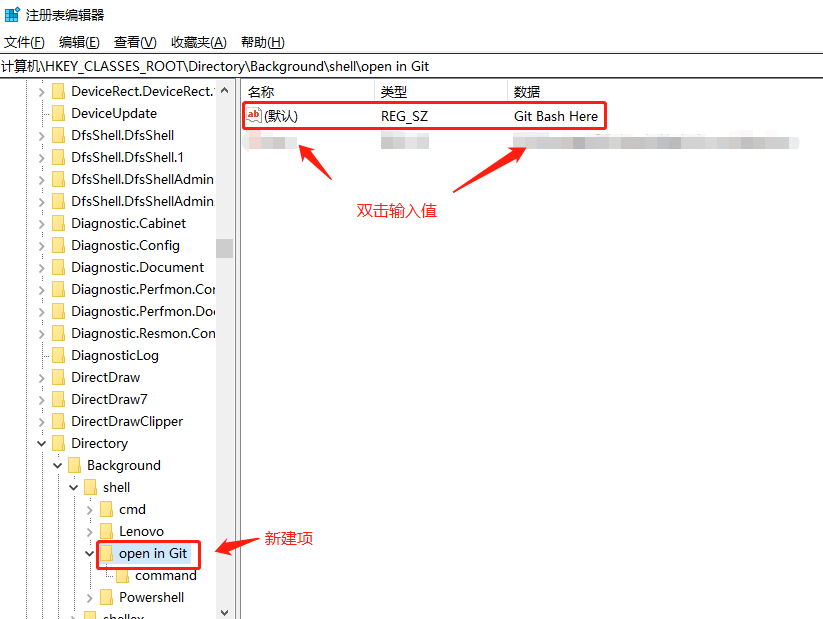 注册表编辑器
文件(F) 编辑(E) 查看(V) 收藏夹(A) 帮助(H)
计算机\HKEY_CLASSES_ROOT\Directory\Background\shell\open in Git
DeviceRect.DeviceRect.
DeviceUpdate
DfsShell.DfsShell
DfsShell.DfsShell.1
DfsShell.DfsShellAdmin
DfsShell.DfsShellAdmin.
Diagnostic.Cabinet
Diagnostic.Config
Diagnostic.Document
Diagnostic.Perfmon.Cor
Diagnostic.Perfmon.Doc
Diagnostic.Resmon.Con
DiagnosticLog
DirectDraw
DirectDraw7
DirectDrawClipper
Directory
Background
shell
cmd
Lenovo
open in Git
command
Powershell
shellex
名称 类型 数据
ab (默认) REG_SZ Git Bash Here
双击输入值
新建项